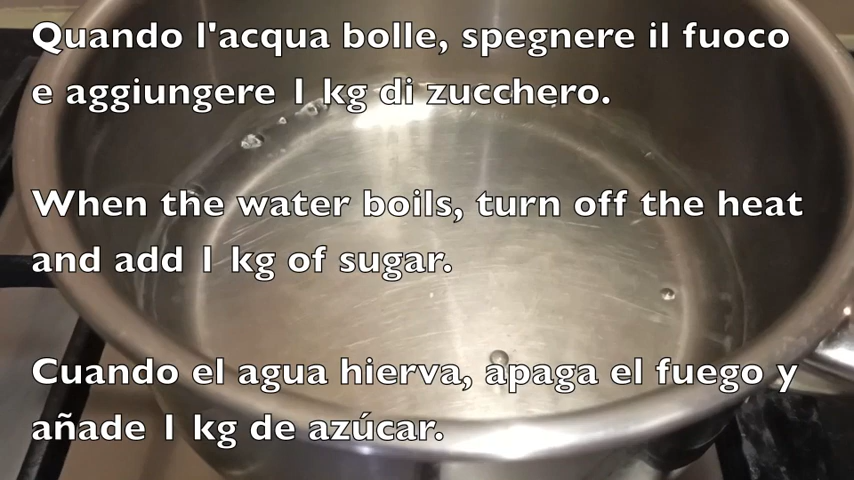 Quando l'acqua bolle, spegnere il fuoco
e aggiungere 1 kg di zucchero.
When the water boils, turn off the heat
and add 1 kg of sugar.
Cuando el agua hierva, apaga el fuego y
añade 1 kg de azúcar.